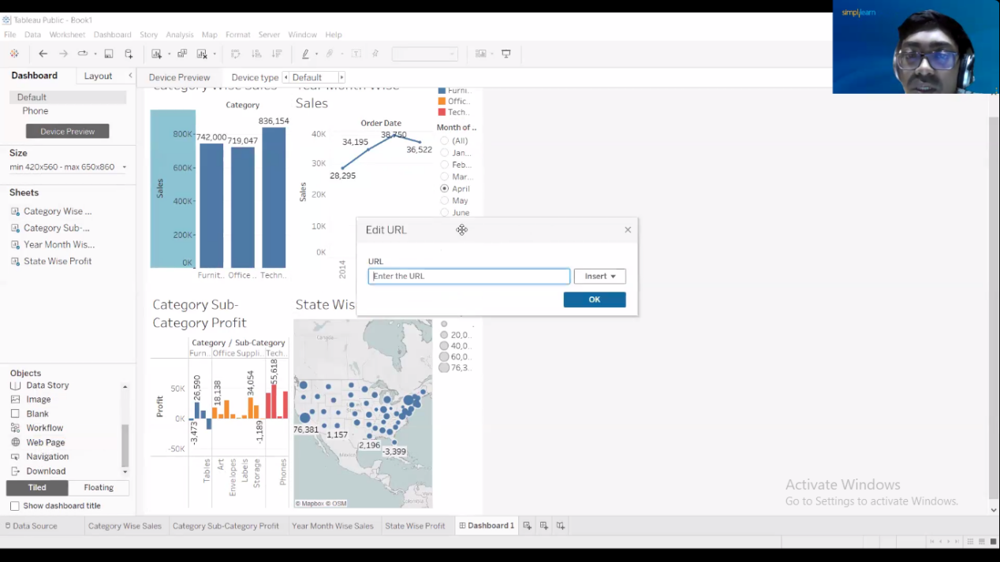 simplilearn
Tableau Public - Book1
File Data Worksheet Dashboard Story Analysis Map Format Server Window Help
Dashboard Layout
Device Preview Device type Default
Default
Phone
Device Preview
Size
min 420x560 - max 650x860
Sheets
Category Wise ...
Category Sub-...
Year Month Wis...
State Wise Profit
Objects
Data Story
Image
Blank
Workflow
Web Page
Navigation
Download
Tiled Floating
Show dashboard title
Category Wise Sales
Category
836,154
742,000
719,047
800K
600K
400K
200K
0K
Sales
Furnit.. Office .. Techn..
Year Month Wise
Sales
Order Date
40K
30K
20K
10K
0K
Sales
38,750
34,195
36,522
28,295
2014
Furni..
Offic..
Tech..
Month of ..
(All)
Jan...
Feb...
Mar...
April
May
June
Edit URL
URL
Enter the URL
Insert
OK
Category Sub-
Category Profit
Category / Sub-Category
Furn.. Office Suppli.. Tech..
50K
0K
-50K
Profit
-3,473
26,590
18,138
34,054
-1,189
55,618
Tables
Art
Envelopes
Labels
Storage
Phones
State Wis
Canada
United
States
Mexico
Colombia
76,381
1,157
2,196
-3,399
© Mapbox © OSM
20,0..
40,0..
60,0..
76,3..
Activate Windows
Go to Settings to activate Windows.
Data Source Category Wise Sales Category Sub-Category Profit Year Month Wise Sales State Wise Profit Dashboard 1